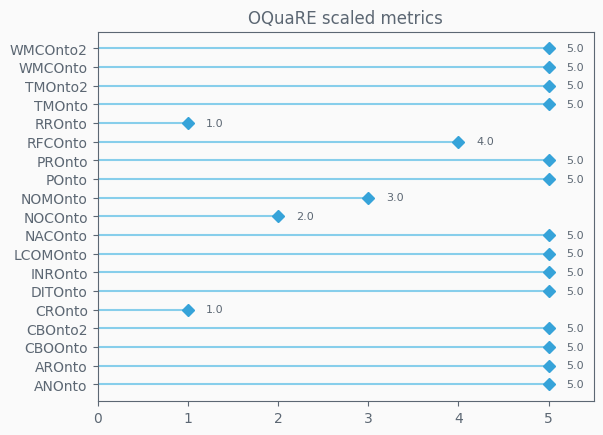 OQuaRE scaled metrics
WMCOnto2 5.0
WMCOnto 5.0
TMOnto2 5.0
TMOnto 5.0
RROnto 1.0
RFCOnto 4.0
PROnto 5.0
POnto 5.0
NOMOnto 3.0
NOCOnto 2.0
NACOnto 5.0
LCOMOnto 5.0
INROnto 5.0
DITOnto 5.0
CROnto 1.0
CBOnto2 5.0
CBOOnto 5.0
AROnto 5.0
ANOnto 5.0
0 1 2 3 4 5